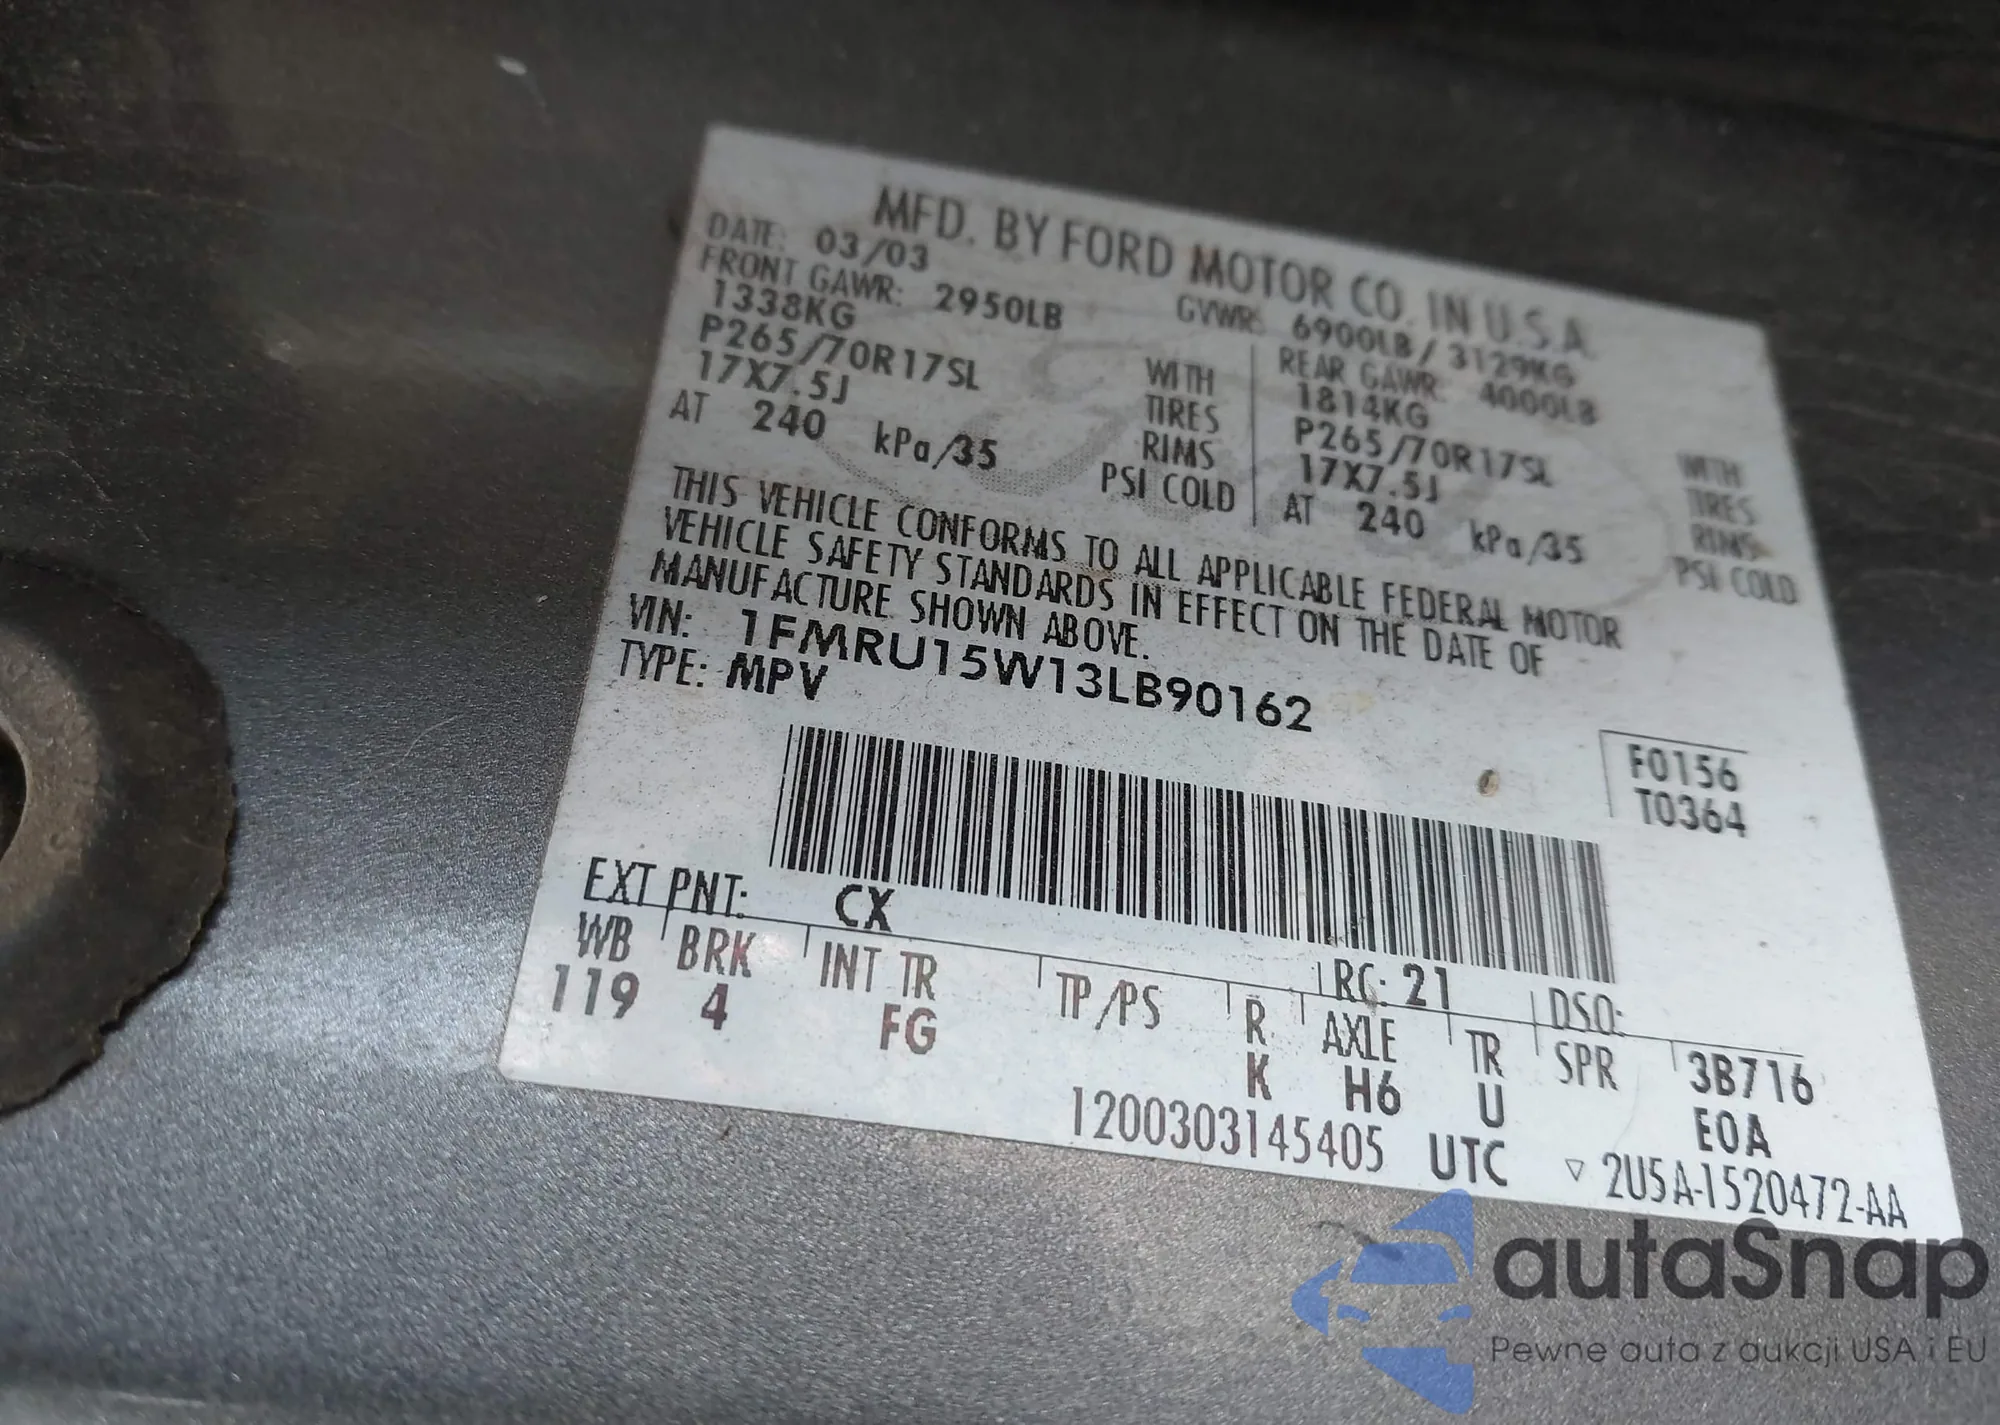 MFD. BY FORD MOTOR CO. IN U.S.A.
DATE: 03/03 GVWR: 6900LB / 3129KG
FRONT GAWR: 2950LB REAR GAWR: 4000LB
1338KG WITH 1814KG WITH
P265/70R17SL TIRES P265/70R17SL TIRES
17X7.5J RIMS 17X7.5J RIMS
AT 240 kPa/35 PSI COLD AT 240 kPa/35 PSI COLD
THIS VEHICLE CONFORMS TO ALL APPLICABLE FEDERAL MOTOR
VEHICLE SAFETY STANDARDS IN EFFECT ON THE DATE OF
MANUFACTURE SHOWN ABOVE.
VIN: 1FMRU15W13LB90162
TYPE: MPV
F0156
T0364
EXT PNT: CX RC: 21 DSO:
WB BRK INT TR TP/PS R AXLE TR SPR 3B716
119 4 FG K H6 U E0A
1200303145405 UTC ▽ 2U5A-1520472-AA
autoSnap
Pewne auto z aukcji USA i EU